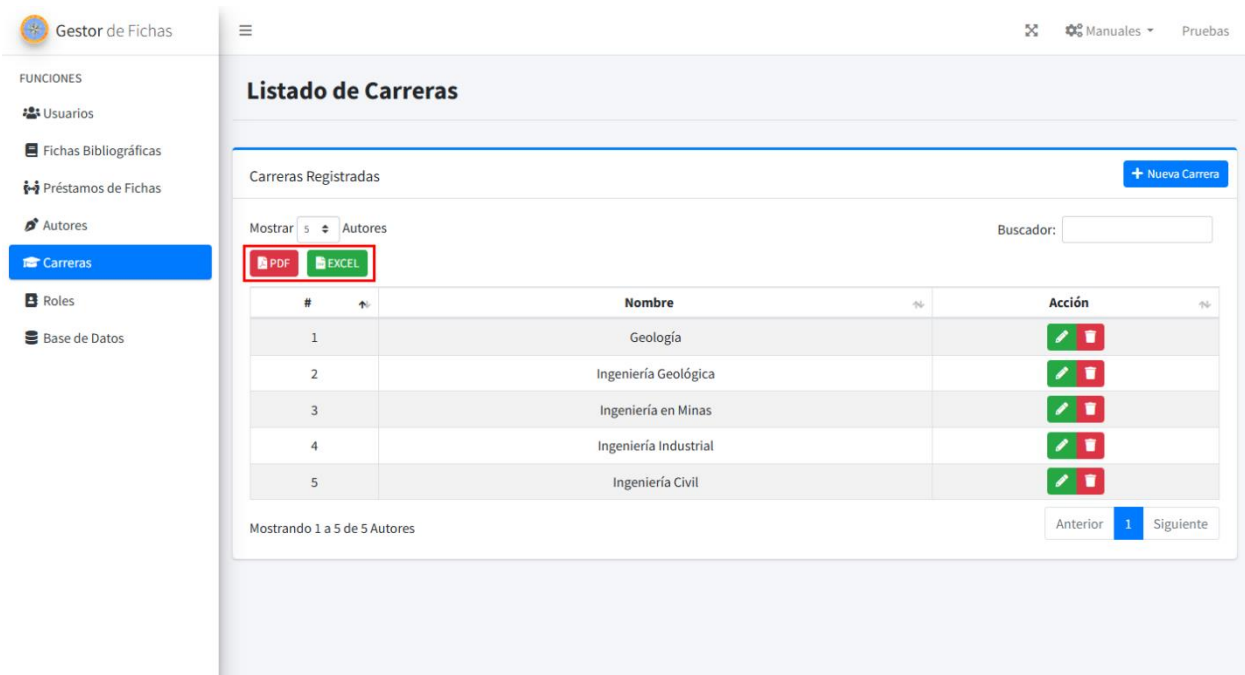 Gestor de Fichas
Manuales
Pruebas
FUNCIONES
Usuarios
Fichas Bibliográficas
Préstamos de Fichas
Autores
Carreras
Roles
Base de Datos
Listado de Carreras
Carreras Registradas
Nueva Carrera
Mostrar 5 Autores
Buscador:
PDF EXCEL
# Nombre Acción
1 Geología
2 Ingeniería Geológica
3 Ingeniería en Minas
4 Ingeniería Industrial
5 Ingeniería Civil
Mostrando 1 a 5 de 5 Autores
Anterior 1 Siguiente